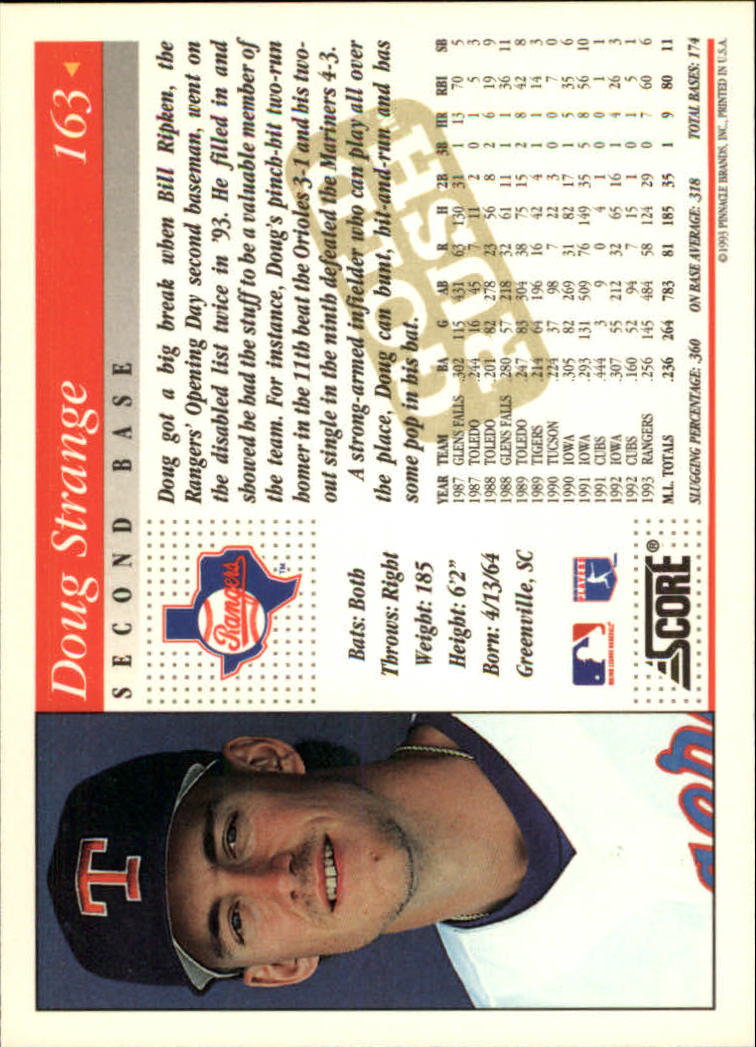 Doug Strange 163
SECOND BASE
T
Rangers
TM
Bats: Both
Throws: Right
Weight: 185
Height: 6'2"
Born: 4/13/64
Greenville, SC
MAJOR LEAGUE BASEBALL
PLAYERS
SCORE®
Doug got a big break when Bill Ripken, the
Rangers' Opening Day second baseman, went on
the disabled list twice in '93. He filled in and
showed he had the stuff to be a valuable member of
the team. For instance, Doug's pinch-hit two-run
homer in the 11th beat the Orioles 3-1 and his two-
out single in the ninth defeated the Mariners 4-3.
A strong-armed infielder who can play all over
the place, Doug can bunt, hit-and-run and has
some pop in his bat.
GOLD
RUSH
YEAR TEAM BA G AB R H 2B 3B HR RBI SB
1987 GLENS FALLS .302 115 431 63 130 31 1 13 70 5
1987 TOLEDO .244 16 45 7 11 2 0 1 5 3
1988 TOLEDO .201 82 278 23 56 8 2 6 19 9
1988 GLENS FALLS .280 57 218 32 61 11 1 1 36 11
1989 TOLEDO .247 83 304 38 75 15 2 8 42 8
1989 TIGERS .214 64 196 16 42 4 1 1 14 3
1990 TUCSON .224 37 98 7 22 3 0 0 7 0
1990 IOWA .305 82 269 31 82 17 1 5 35 6
1991 IOWA .293 131 509 76 149 35 5 8 56 10
1991 CUBS .444 3 9 0 4 1 0 0 1 1
1992 IOWA .307 55 212 32 65 16 1 4 26 3
1992 CUBS .160 52 94 7 15 1 0 1 5 1
1993 RANGERS .256 145 484 58 124 29 0 7 60 6
M.L. TOTALS .236 264 783 81 185 35 1 9 80 11
SLUGGING PERCENTAGE: .360 ON BASE AVERAGE: .318 TOTAL BASES: 174
©1993 PINNACLE BRANDS, INC., PRINTED IN U.S.A.